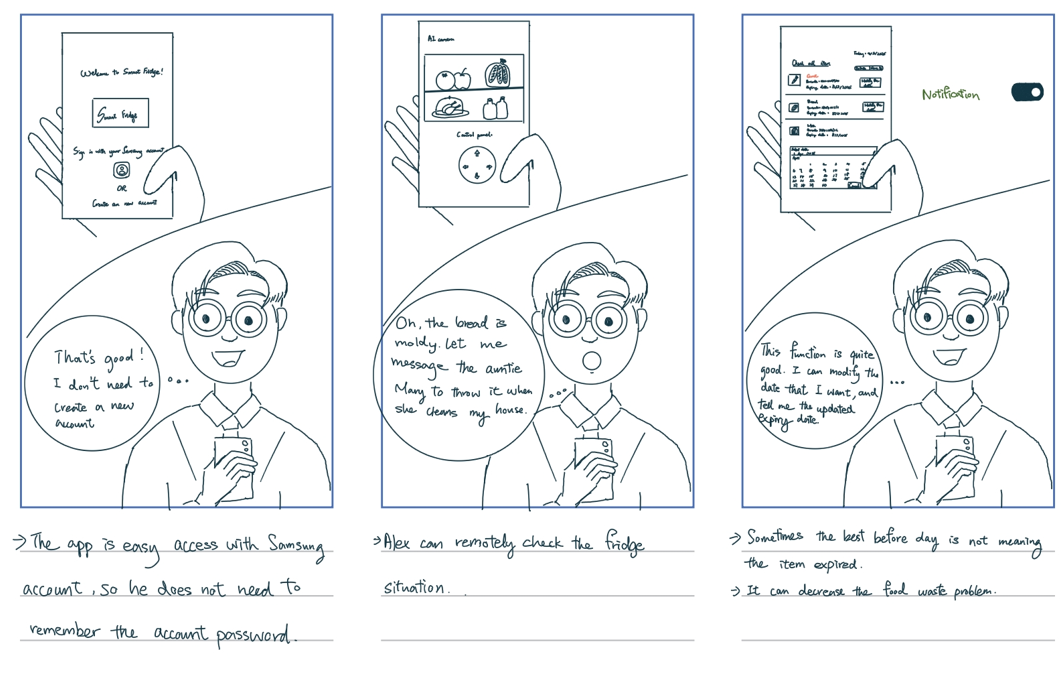 Welcome to Smart Fridge!
Smart Fridge
Sign in with your Samsung account
OR
Create an new account
That's good!
I don't need to
create a new
account
→ The app is easy access with Samsung
account, so he does not need to
remember the account password.
AI camera
Control panel
Oh, the bread is
moldy. Let me
message the auntie
Mary to throw it when
she cleans my house.
→ Alex can remotely check the fridge
situation.
Check all item
Bread
Notification
This function is quite
good. I can modify the
date that I want, and
tell me the updated
expiry date.
→ Sometimes the best before day is not meaning
the item expired.
→ It can decrease the food waste problem.